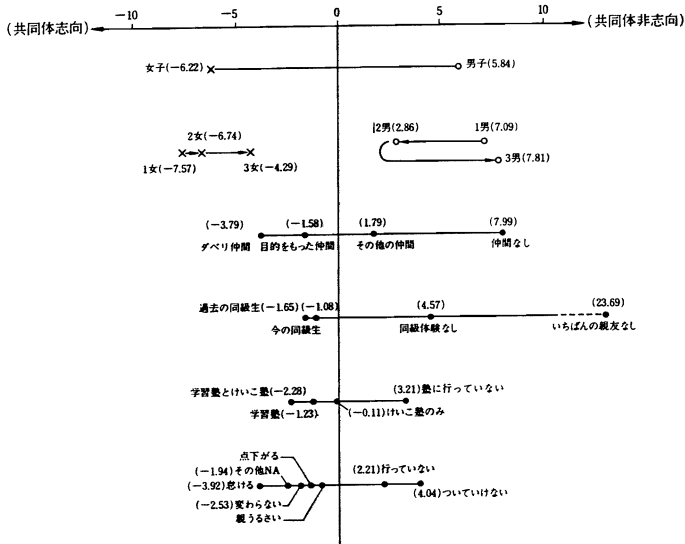 -10 -5 0 5 10
(共同体志向) (共同体非志向)
女子(-6.22) 男子(5.84)
2女(-6.74) 2男(2.86) 1男(7.09)
1女(-7.57) 3女(-4.29) 3男(7.81)
(-3.79) (-1.58) (1.79) (7.99)
ダベリ仲間 目的をもった仲間 その他の仲間 仲間なし
過去の同級生(-1.65) (-1.08) (4.57) (23.69)
今の同級生 同級体験なし いちばんの親友なし
学習塾とけいこ塾(-2.28) (3.21)塾に行っていない
学習塾(-1.23) (-0.11)けいこ塾のみ
点下がる
(-1.94)その他NA (2.21)行っていない
(-3.92)怠ける (4.04)ついていけない
(-2.53)変わらない
親うるさい